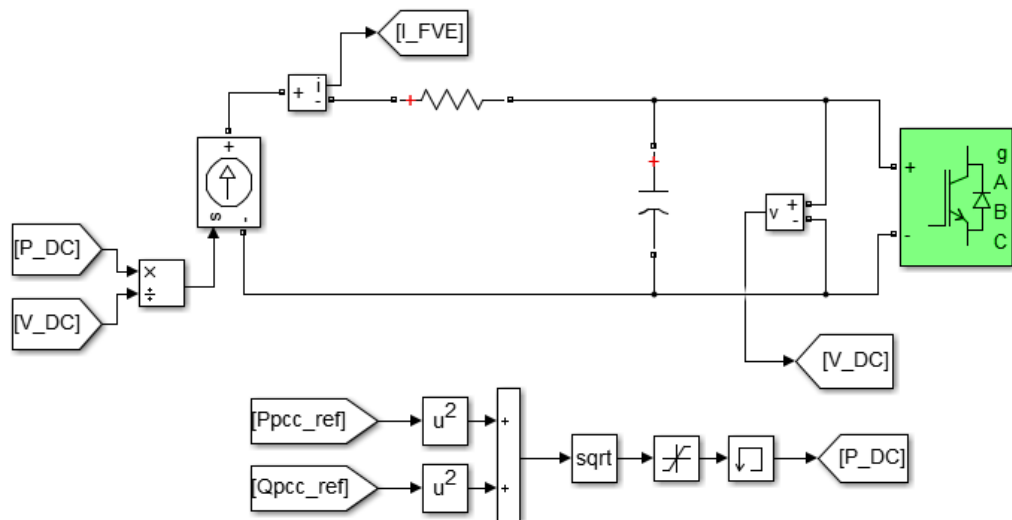 [I_FVE]
+
i
-
+
+
s
-
+
+
-
g
A
B
C
+
-
v
+
-
[P_DC]
×
÷
[V_DC]
[V_DC]
[Ppcc_ref]
u²
+
sqrt
[P_DC]
[Qpcc_ref]
u²
+